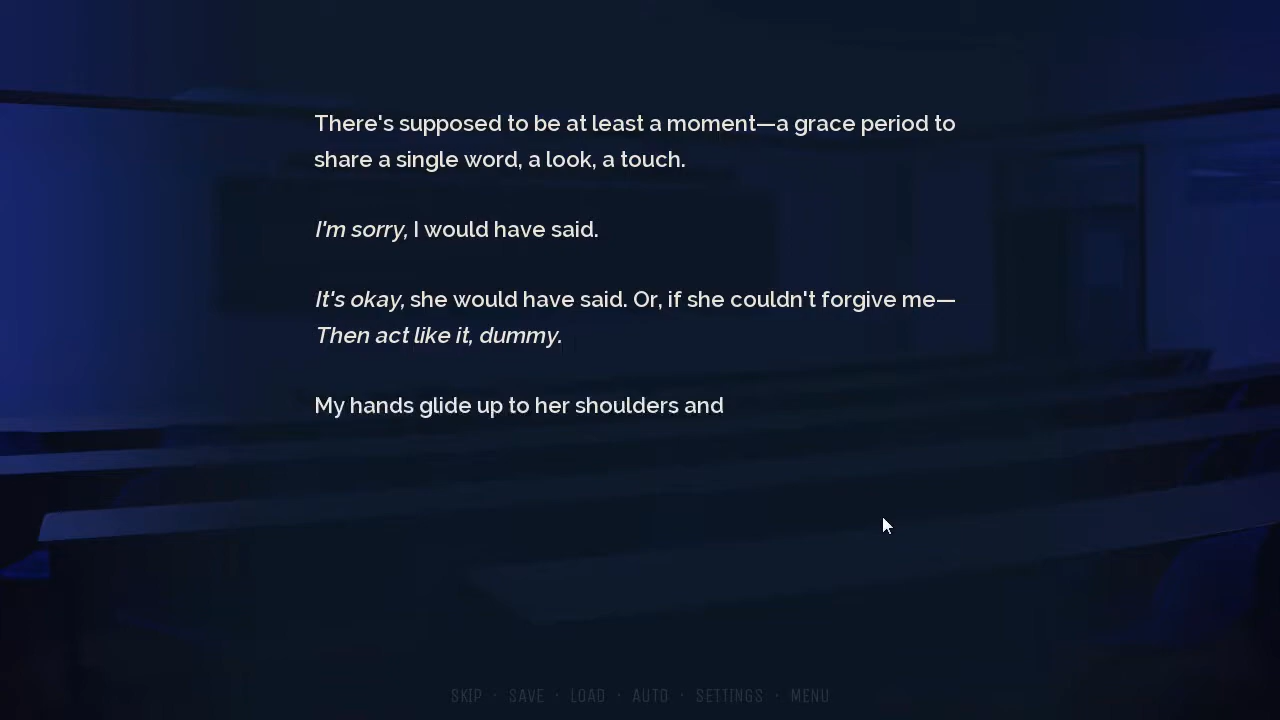 There's supposed to be at least a moment—a grace period to
share a single word, a look, a touch.
I'm sorry, I would have said.
It's okay, she would have said. Or, if she couldn't forgive me—
Then act like it, dummy.
My hands glide up to her shoulders and
SKIP · SAVE · LOAD · AUTO · SETTINGS · MENU